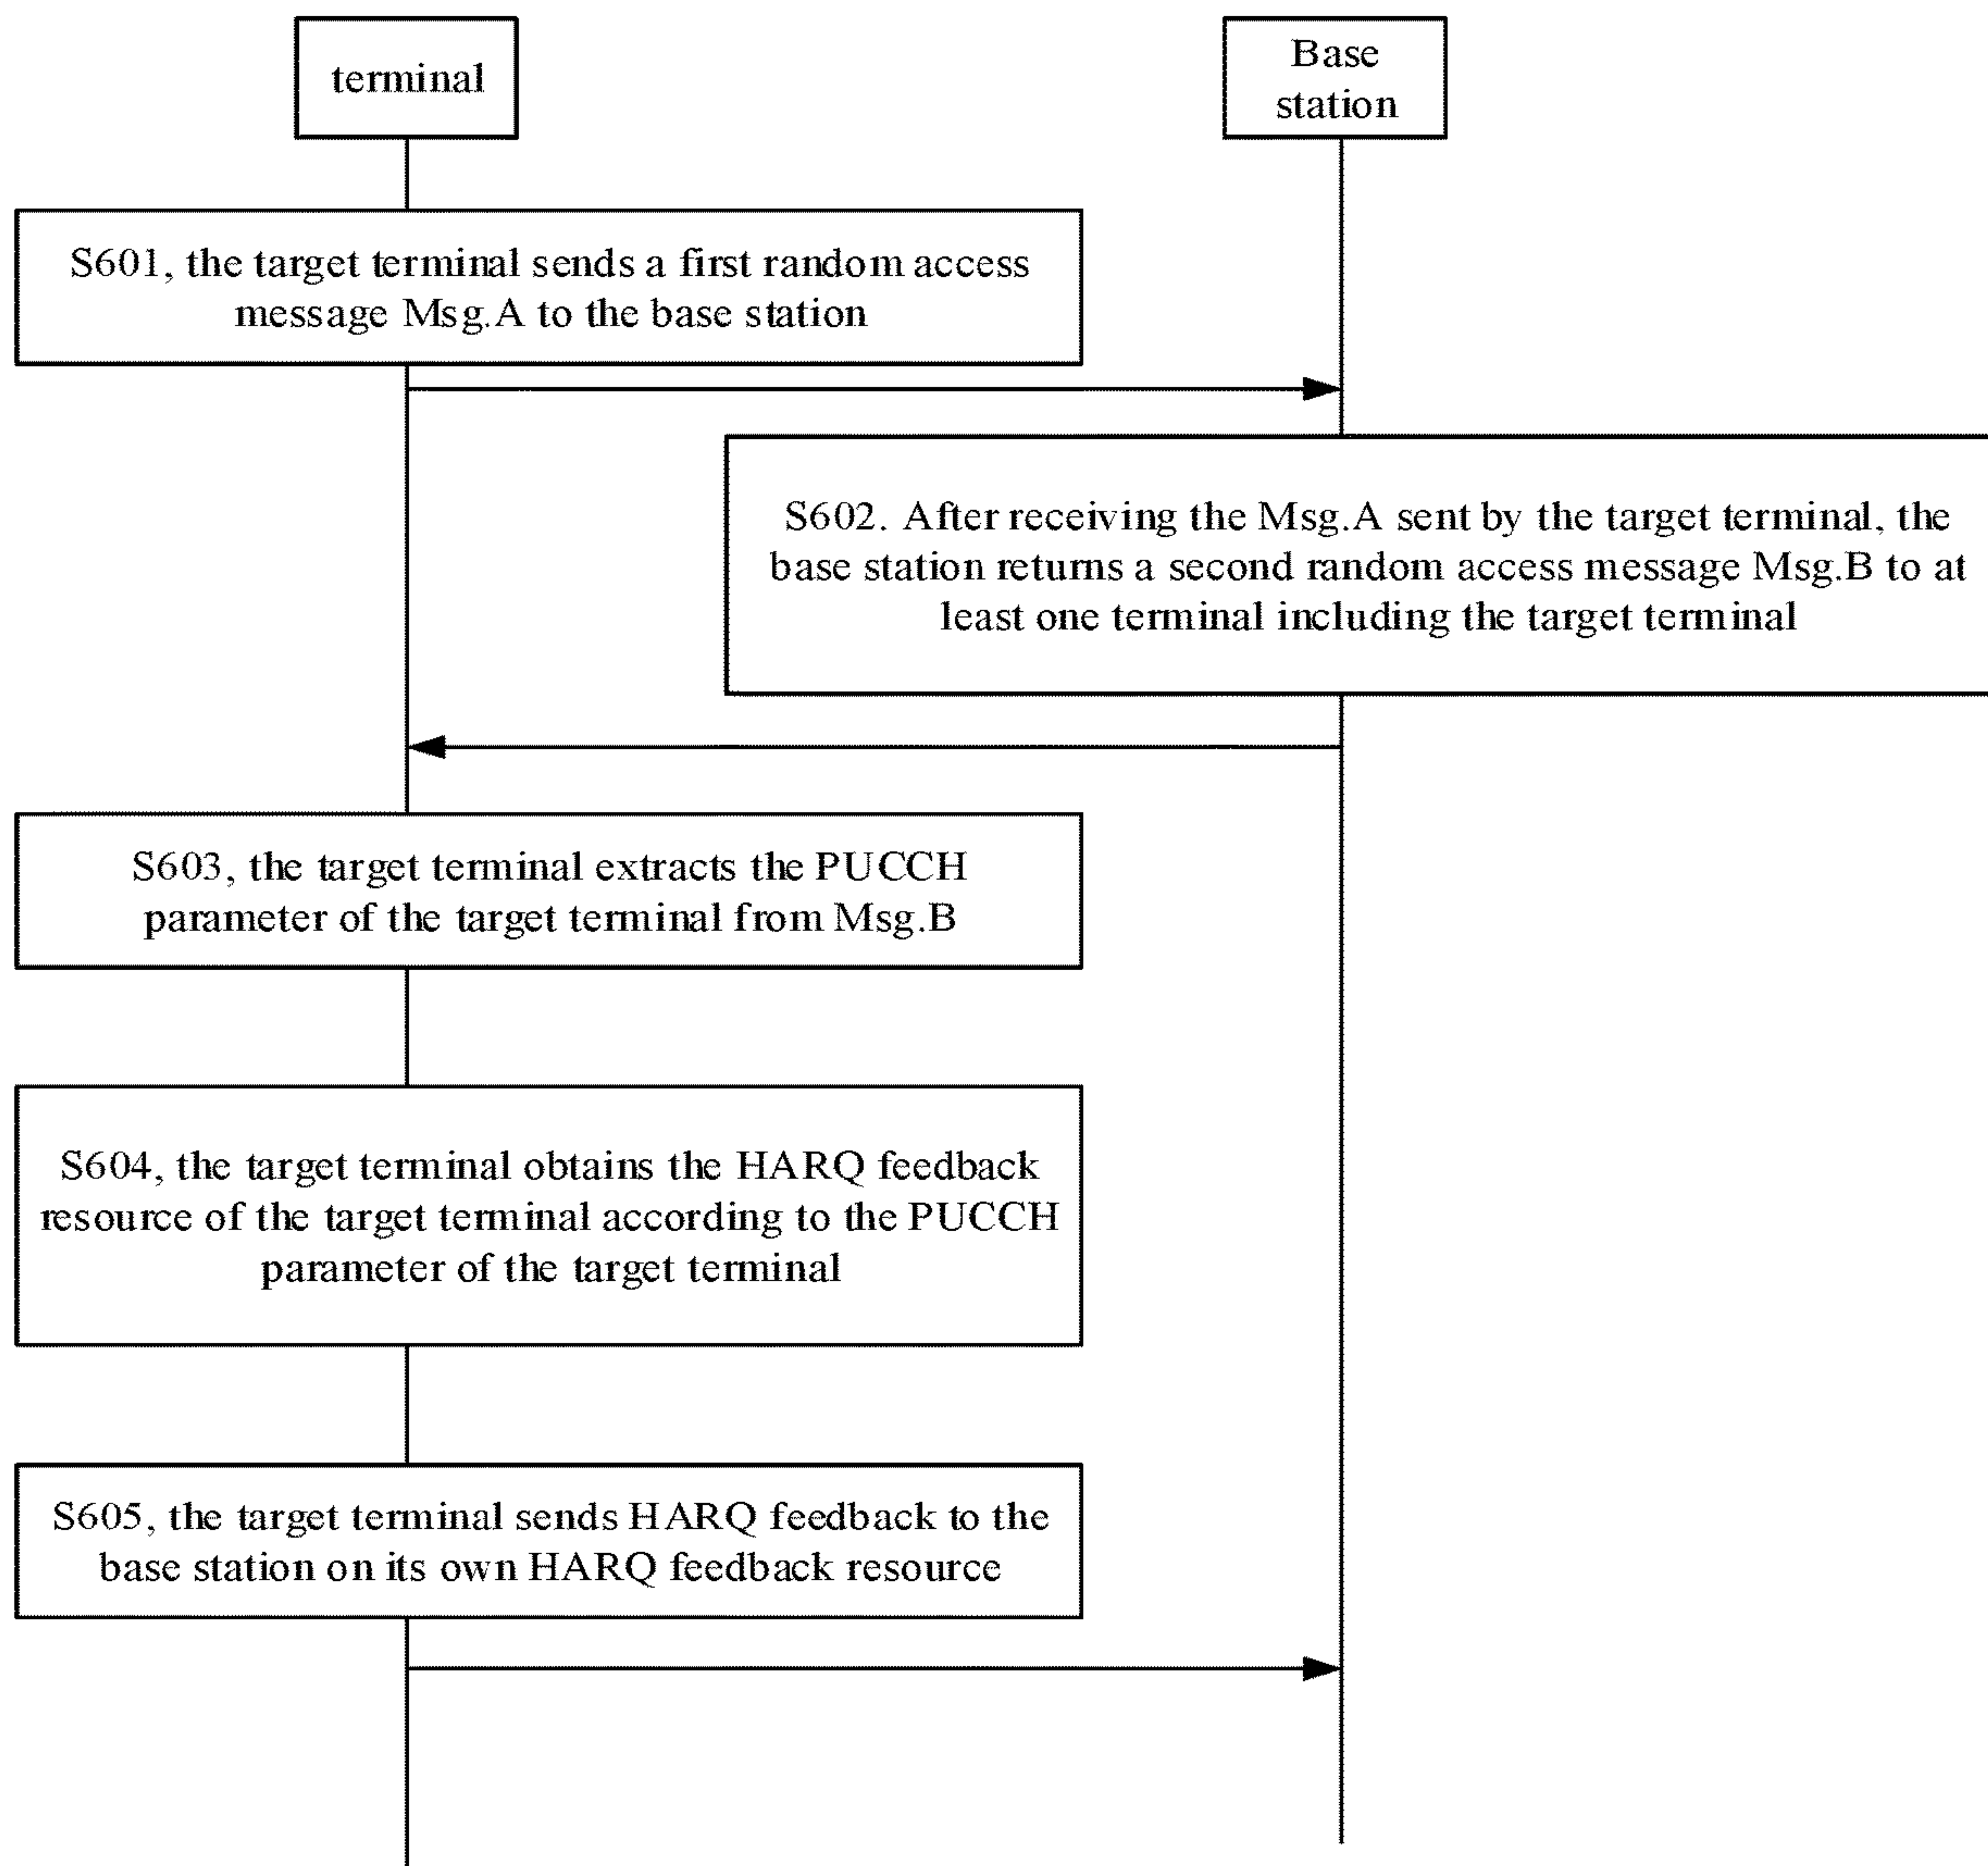 terminal
Base
station
S601, the target terminal sends a first random access
message Msg.A to the base station
S602. After receiving the Msg.A sent by the target terminal, the
base station returns a second random access message Msg.B to at
least one terminal including the target terminal
S603, the target terminal extracts the PUCCH
parameter of the target terminal from Msg.B
S604, the target terminal obtains the HARQ feedback
resource of the target terminal according to the PUCCH
parameter of the target terminal
S605, the target terminal sends HARQ feedback to the
base station on its own HARQ feedback resource